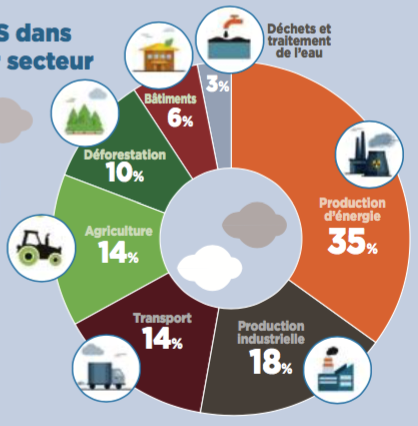 S dans
secteur
Déchets et
traitement
de l'eau
3%
Bâtiments
6%
Déforestation
10%
Agriculture
14%
Transport
14%
Production
industrielle
18%
Production
d'énergie
35%